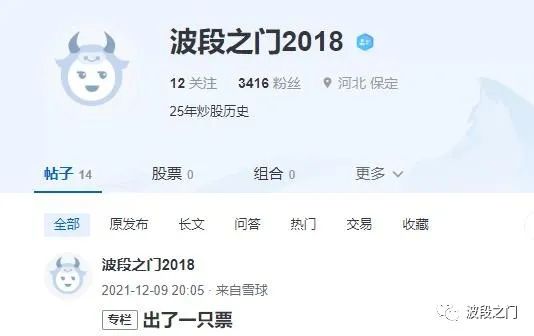 波段之门2018
12 关注 3416 粉丝 河北 保定
25年炒股历史
帖子 14 股票 0 组合 0 更多
全部 原发布 长文 问答 热门 交易 收藏
波段之门2018
2021-12-09 20:05 · 来自雪球
专栏 出了一只票
波段之门